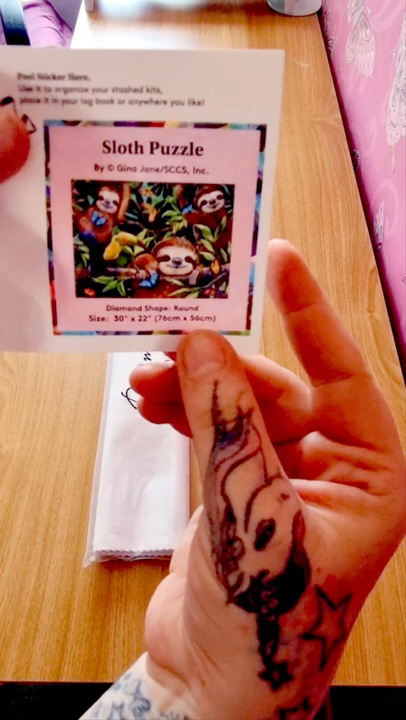 Peel Sticker Here.
Use it to organize your stashed kits,
place it in your log book or anywhere you like!
Sloth Puzzle
By © Gina Jane/SCCS, Inc.
Diamond Shape: Round
Size: 30" x 22" (76cm x 56cm)